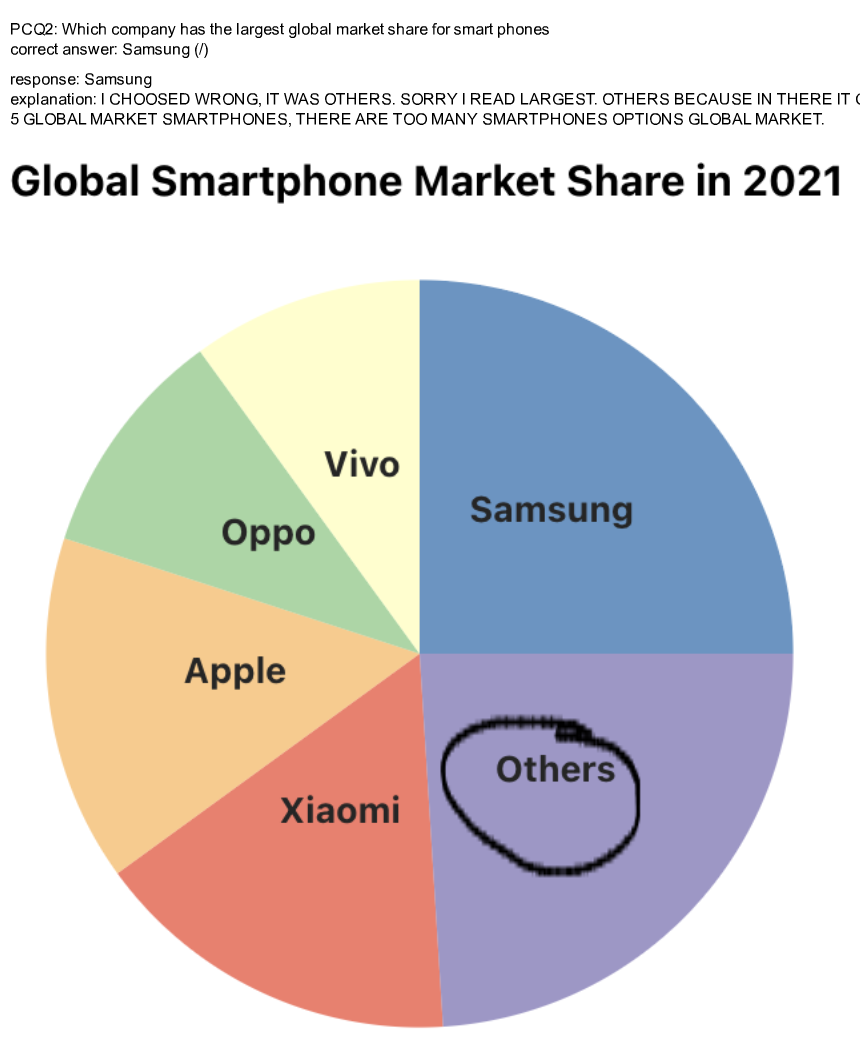 PCQ2: Which company has the largest global market share for smart phones
correct answer: Samsung (/)
response: Samsung
explanation: I CHOOSED WRONG, IT WAS OTHERS. SORRY I READ LARGEST. OTHERS BECAUSE IN THERE IT
5 GLOBAL MARKET SMARTPHONES, THERE ARE TOO MANY SMARTPHONES OPTIONS GLOBAL MARKET.
Global Smartphone Market Share in 2021
Vivo
Samsung
Oppo
Apple
Others
Xiaomi